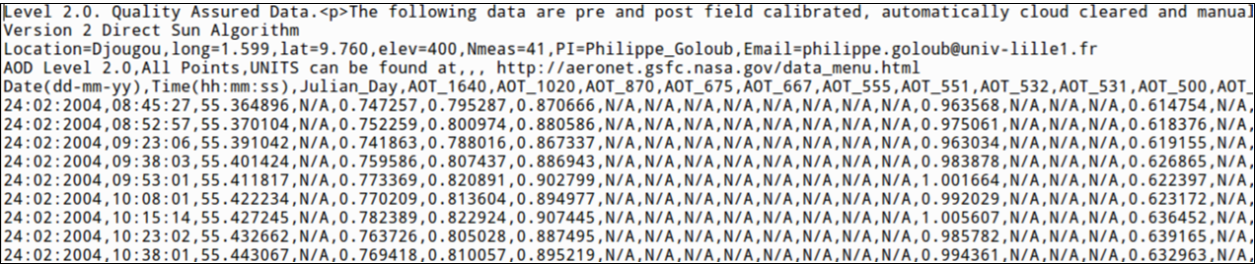 Level 2.0. Quality Assured Data.<p>The following data are pre and post field calibrated, automatically cloud cleared and manual
Version 2 Direct Sun Algorithm
Location=Djougou,long=1.599,lat=9.760,elev=400,Nmeas=41,PI=Philippe_Goloub,Email=philippe.goloub@univ-lille1.fr
AOD Level 2.0,All Points,UNITS can be found at,,, http://aeronet.gsfc.nasa.gov/data_menu.html
Date(dd-mm-yy),Time(hh:mm:ss),Julian_Day,AOT_1640,AOT_1020,AOT_870,AOT_675,AOT_667,AOT_555,AOT_551,AOT_532,AOT_531,AOT_500,AOT_
24:02:2004,08:45:27,55.364896,N/A,0.747257,0.795287,0.870666,N/A,N/A,N/A,N/A,N/A,N/A,N/A,0.963568,N/A,N/A,N/A,0.614754,N/A,
24:02:2004,08:52:57,55.370104,N/A,0.752259,0.800974,0.880586,N/A,N/A,N/A,N/A,N/A,N/A,N/A,0.975061,N/A,N/A,N/A,0.618376,N/A,
24:02:2004,09:23:06,55.391042,N/A,0.741863,0.788016,0.867337,N/A,N/A,N/A,N/A,N/A,N/A,N/A,0.963034,N/A,N/A,N/A,0.619155,N/A,
24:02:2004,09:38:03,55.401424,N/A,0.759586,0.807437,0.886943,N/A,N/A,N/A,N/A,N/A,N/A,N/A,0.983878,N/A,N/A,N/A,0.626865,N/A,
24:02:2004,09:53:01,55.411817,N/A,0.773369,0.820891,0.902799,N/A,N/A,N/A,N/A,N/A,N/A,N/A,1.001664,N/A,N/A,N/A,0.622397,N/A,
24:02:2004,10:08:01,55.422234,N/A,0.770209,0.813604,0.894977,N/A,N/A,N/A,N/A,N/A,N/A,N/A,0.992029,N/A,N/A,N/A,0.623172,N/A,
24:02:2004,10:15:14,55.427245,N/A,0.782389,0.822924,0.907445,N/A,N/A,N/A,N/A,N/A,N/A,N/A,1.005607,N/A,N/A,N/A,0.636452,N/A,
24:02:2004,10:23:02,55.432662,N/A,0.763726,0.805028,0.887495,N/A,N/A,N/A,N/A,N/A,N/A,N/A,0.985782,N/A,N/A,N/A,0.639165,N/A,
24:02:2004,10:38:01,55.443067,N/A,0.769418,0.810057,0.895219,N/A,N/A,N/A,N/A,N/A,N/A,N/A,0.994361,N/A,N/A,N/A,0.632963,N/A,